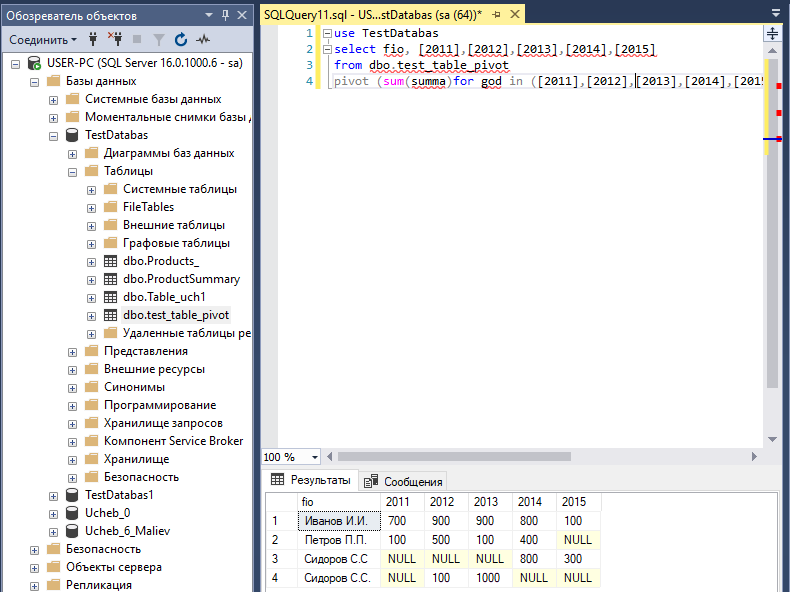 Обозреватель объектов
Соединить
USER-PC (SQL Server 16.0.1000.6 - sa)
Базы данных
Системные базы данных
Моментальные снимки базы
TestDatabas
Диаграммы баз данных
Таблицы
Системные таблицы
FileTables
Внешние таблицы
Графовые таблицы
dbo.Products_
dbo.ProductSummary
dbo.Table_uch1
dbo.test_table_pivot
Удаленные таблицы ре
Представления
Внешние ресурсы
Синонимы
Программирование
Хранилище запросов
Компонент Service Broker
Хранилище
Безопасность
TestDatabas1
Ucheb_0
Ucheb_6_Maliev
Безопасность
Объекты сервера
Репликация
SQLQuery11.sql - US...stDatabas (sa (64))*
1 use TestDatabas
2 select fio, [2011],[2012],[2013],[2014],[2015]
3 from dbo.test_table_pivot
4 pivot (sum(summa)for god in ([2011],[2012],[2013],[2014],[2015
100 %
Результаты Сообщения
fio 2011 2012 2013 2014 2015
1 Иванов И.И. 700 900 900 800 100
2 Петров П.П. 100 500 100 400 NULL
3 Сидоров С.С NULL NULL NULL 800 300
4 Сидоров С.С. NULL 100 1000 NULL NULL